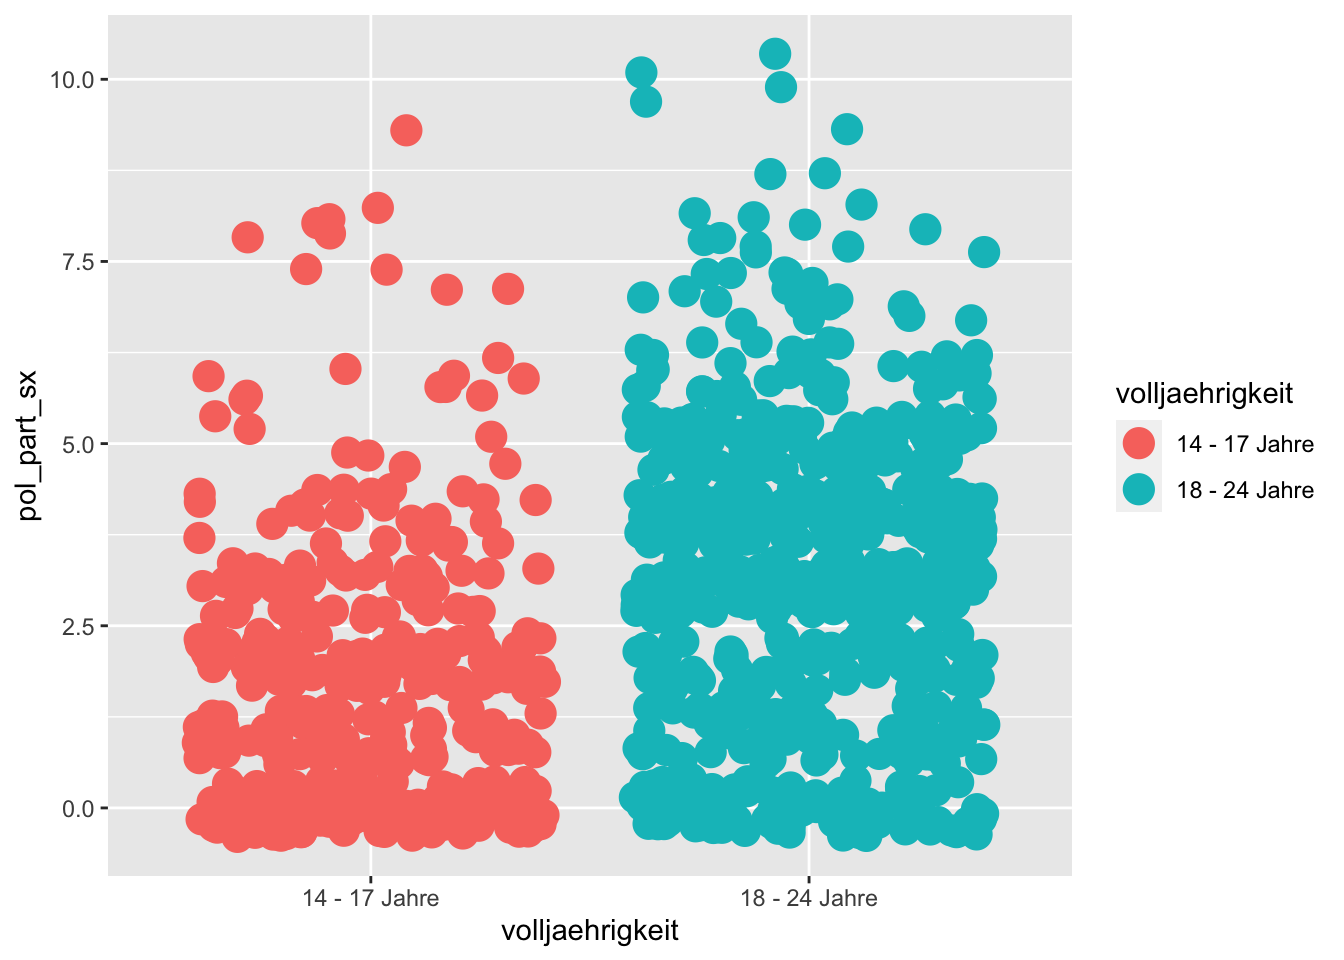 10.0
7.5
5.0
2.5
0.0
pol_part_sx
14 - 17 Jahre
18 - 24 Jahre
volljaehrigkeit
volljaehrigkeit
14 - 17 Jahre
18 - 24 Jahre